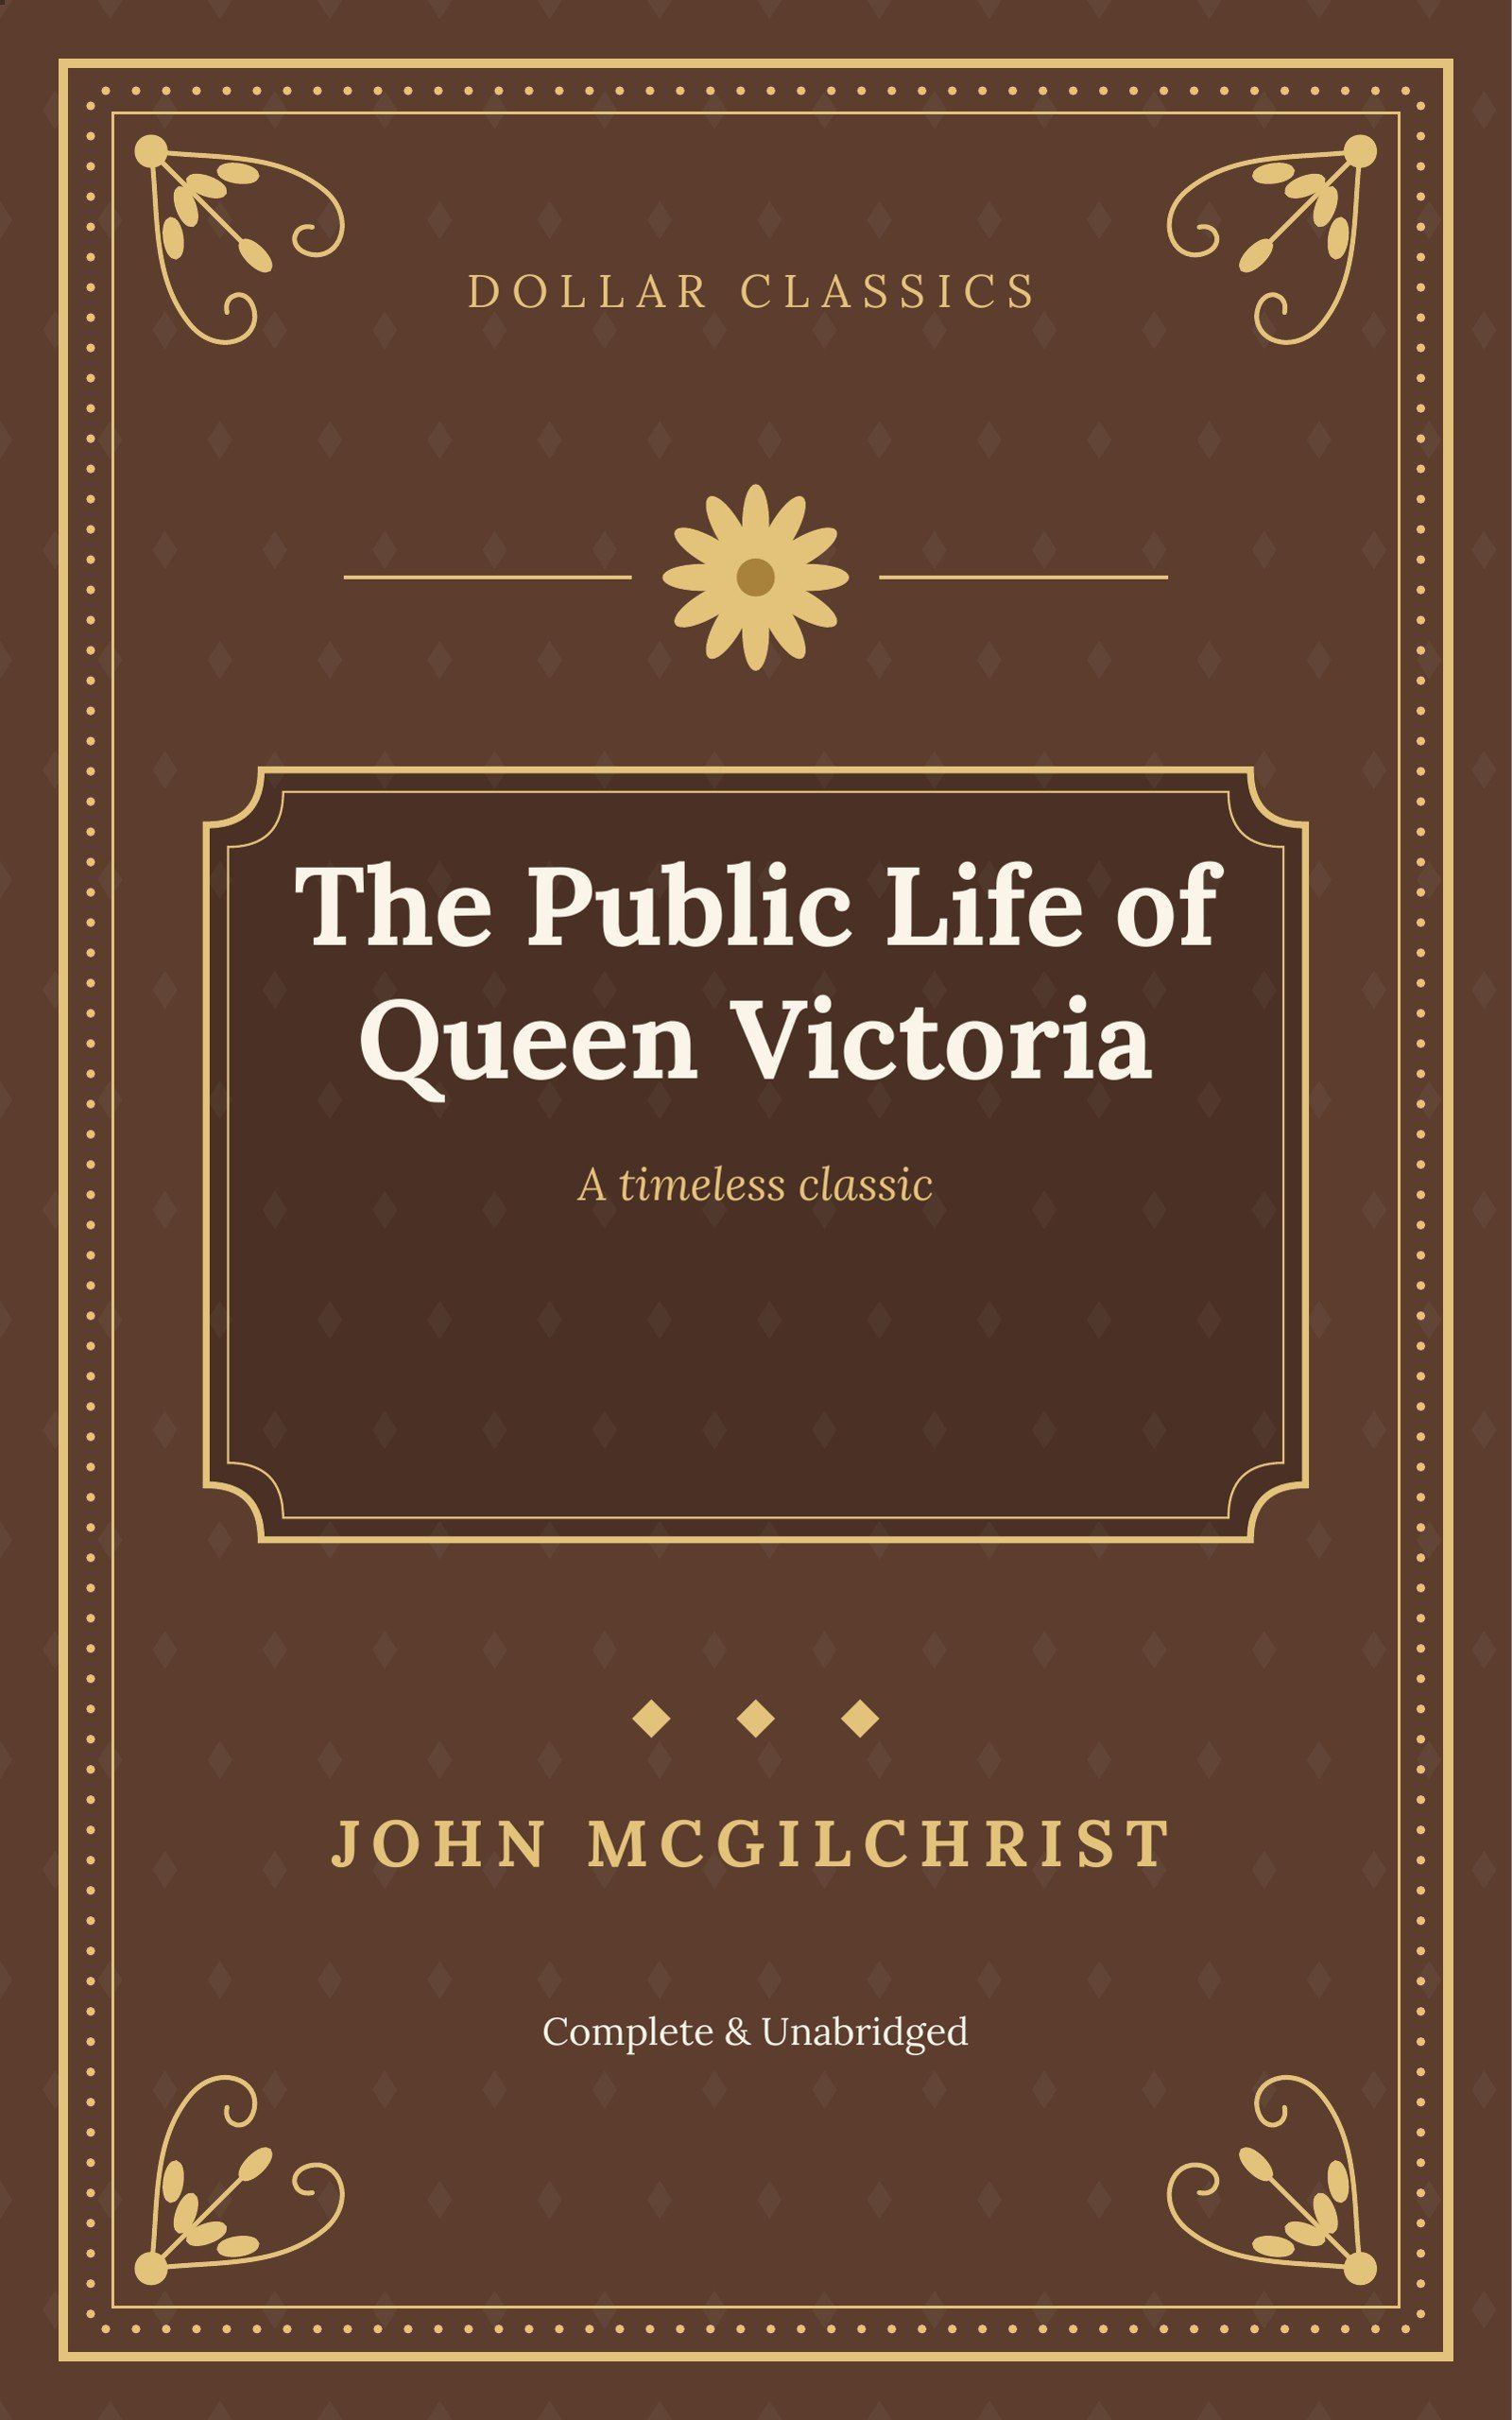 DOLLAR CLASSICS
The Public Life of
Queen Victoria
A timeless classic
JOHN MCGILCHRIST
Complete & Unabridged